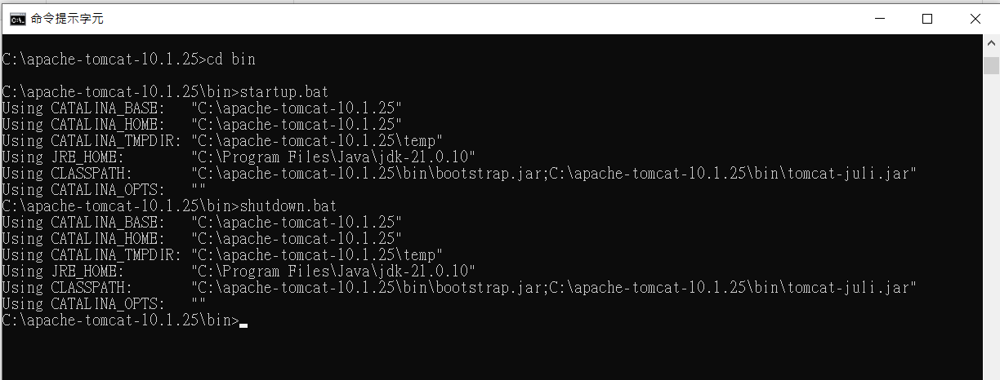 命令提示字元
C:\apache-tomcat-10.1.25>cd bin
C:\apache-tomcat-10.1.25\bin>startup.bat
Using CATALINA_BASE:   "C:\apache-tomcat-10.1.25"
Using CATALINA_HOME:   "C:\apache-tomcat-10.1.25"
Using CATALINA_TMPDIR: "C:\apache-tomcat-10.1.25\temp"
Using JRE_HOME:        "C:\Program Files\Java\jdk-21.0.10"
Using CLASSPATH:       "C:\apache-tomcat-10.1.25\bin\bootstrap.jar;C:\apache-tomcat-10.1.25\bin\tomcat-juli.jar"
Using CATALINA_OPTS:   ""
C:\apache-tomcat-10.1.25\bin>shutdown.bat
Using CATALINA_BASE:   "C:\apache-tomcat-10.1.25"
Using CATALINA_HOME:   "C:\apache-tomcat-10.1.25"
Using CATALINA_TMPDIR: "C:\apache-tomcat-10.1.25\temp"
Using JRE_HOME:        "C:\Program Files\Java\jdk-21.0.10"
Using CLASSPATH:       "C:\apache-tomcat-10.1.25\bin\bootstrap.jar;C:\apache-tomcat-10.1.25\bin\tomcat-juli.jar"
Using CATALINA_OPTS:   ""
C:\apache-tomcat-10.1.25\bin>